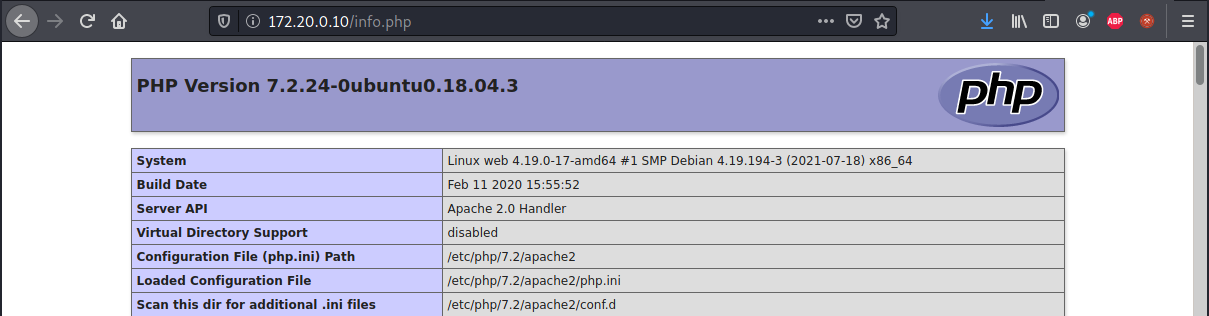 172.20.0.10/info.php
ABP
PHP Version 7.2.24-0ubuntu0.18.04.3
php
System Linux web 4.19.0-17-amd64 #1 SMP Debian 4.19.194-3 (2021-07-18) x86_64
Build Date Feb 11 2020 15:55:52
Server API Apache 2.0 Handler
Virtual Directory Support disabled
Configuration File (php.ini) Path /etc/php/7.2/apache2
Loaded Configuration File /etc/php/7.2/apache2/php.ini
Scan this dir for additional .ini files /etc/php/7.2/apache2/conf.d